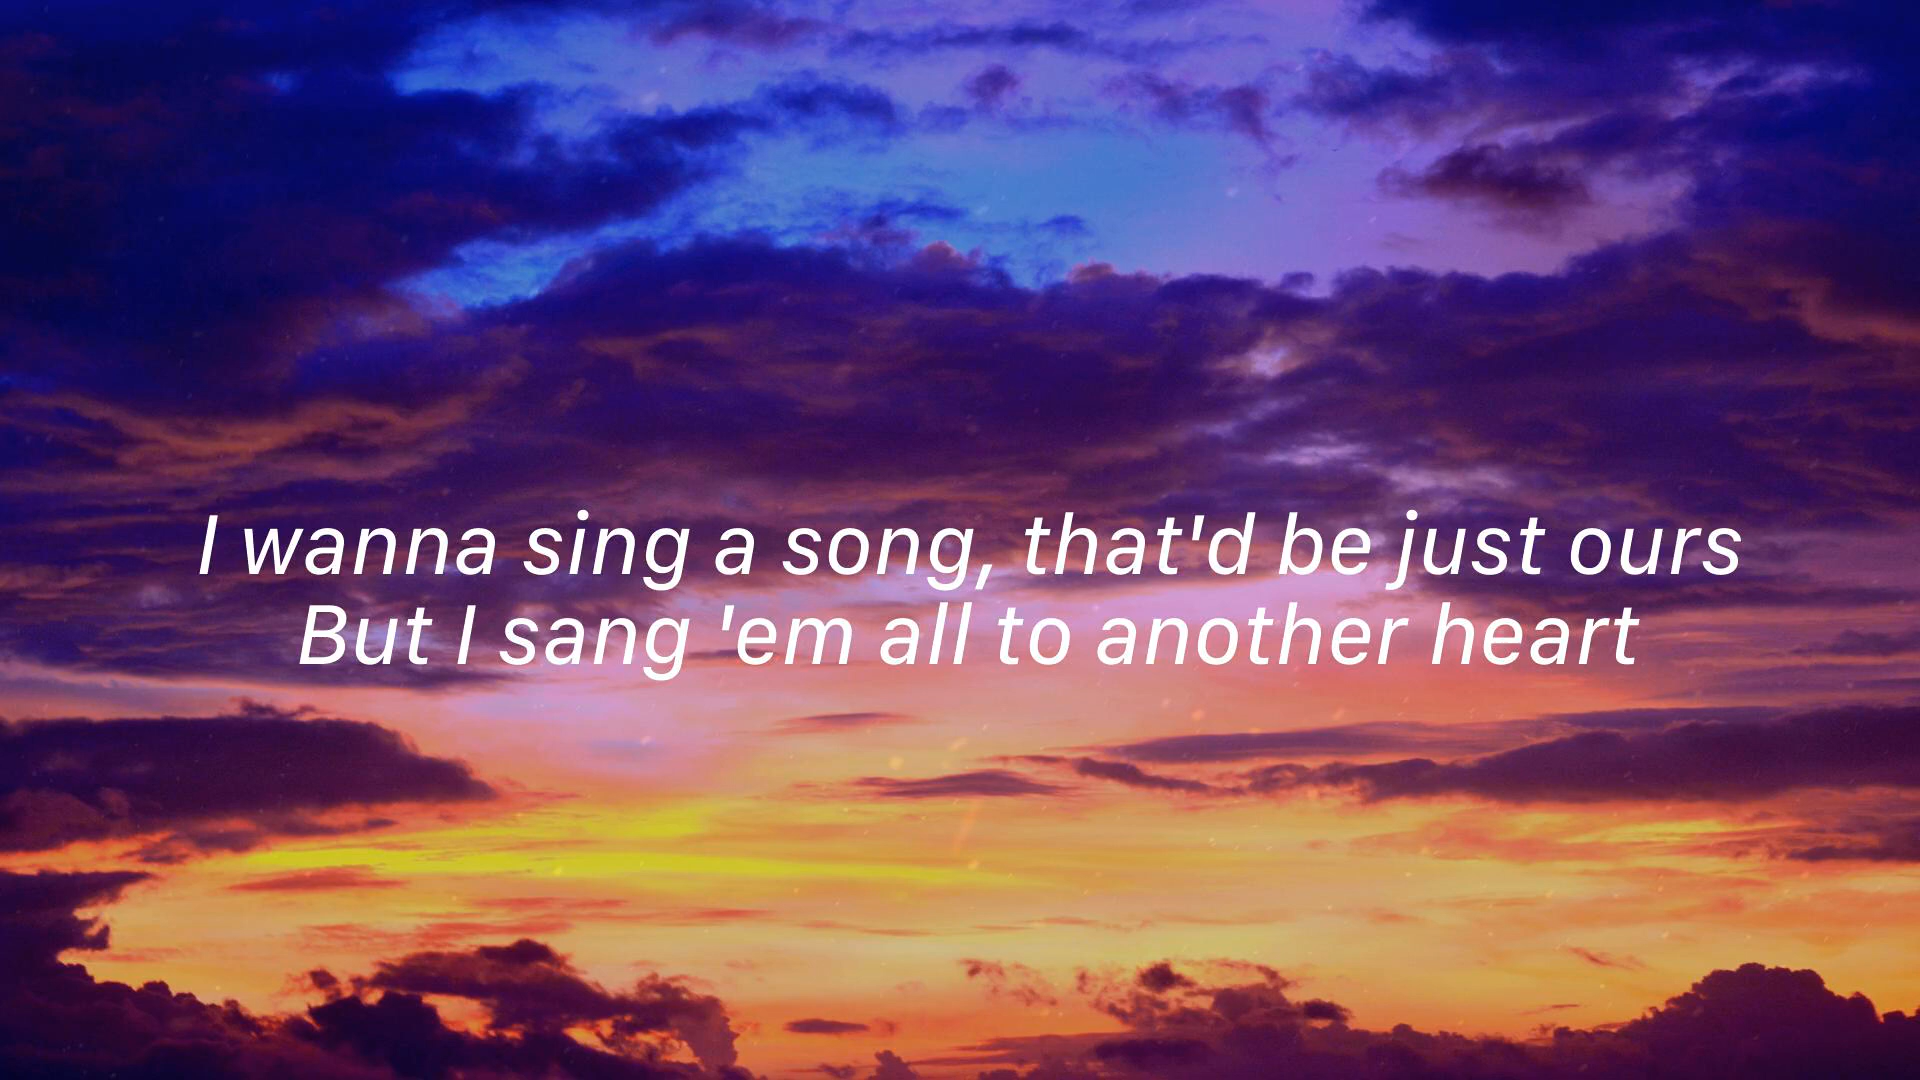 I wanna sing a song, that'd be just ours
But I sang 'em all to another heart